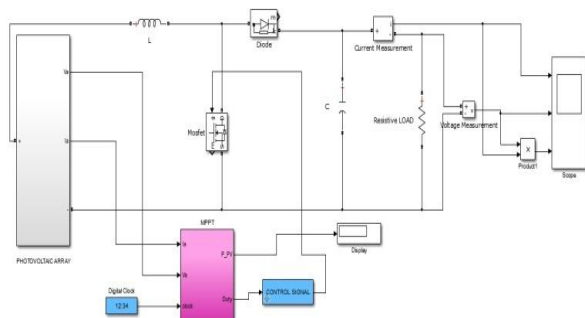 L
Diode
m
Current Measurement
i
Va
Mosfet
C
Resistive LOAD
+
-
v
Voltage Measurement
Ia
X
Product1
Scope
+
-
MPPT
PHOTOVOLTAIC ARRAY
Ia
P_PV
Display
Va
Digital Clock
12:34
clock
Duty
CONTROL SIGNAL